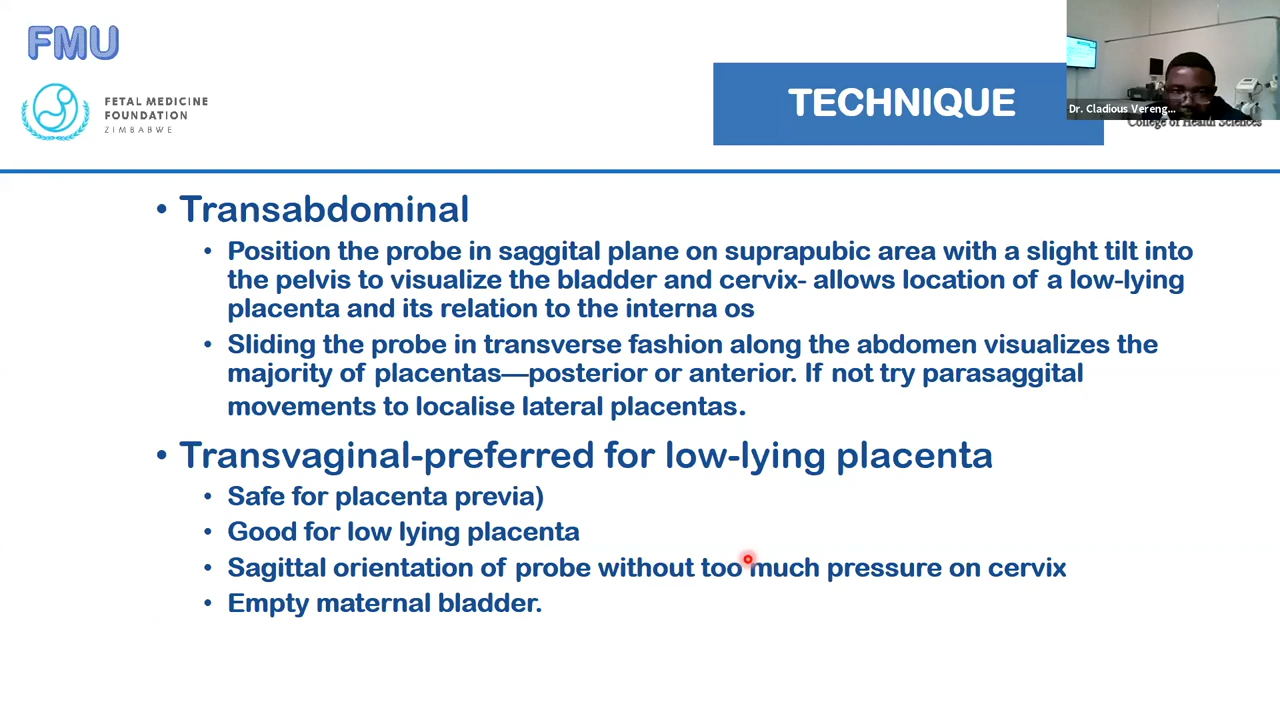 FMU
FETAL MEDICINE
FOUNDATION
ZIMBABWE
TECHNIQUE
Dr. Cladious Vereng...
College of Health Sciences
• Transabdominal
• Position the probe in saggital plane on suprapubic area with a slight tilt into
the pelvis to visualize the bladder and cervix- allows location of a low-lying
placenta and its relation to the interna os
• Sliding the probe in transverse fashion along the abdomen visualizes the
majority of placentas—posterior or anterior. If not try parasaggital
movements to localise lateral placentas.
• Transvaginal-preferred for low-lying placenta
• Safe for placenta previa)
• Good for low lying placenta
• Sagittal orientation of probe without too much pressure on cervix
• Empty maternal bladder.